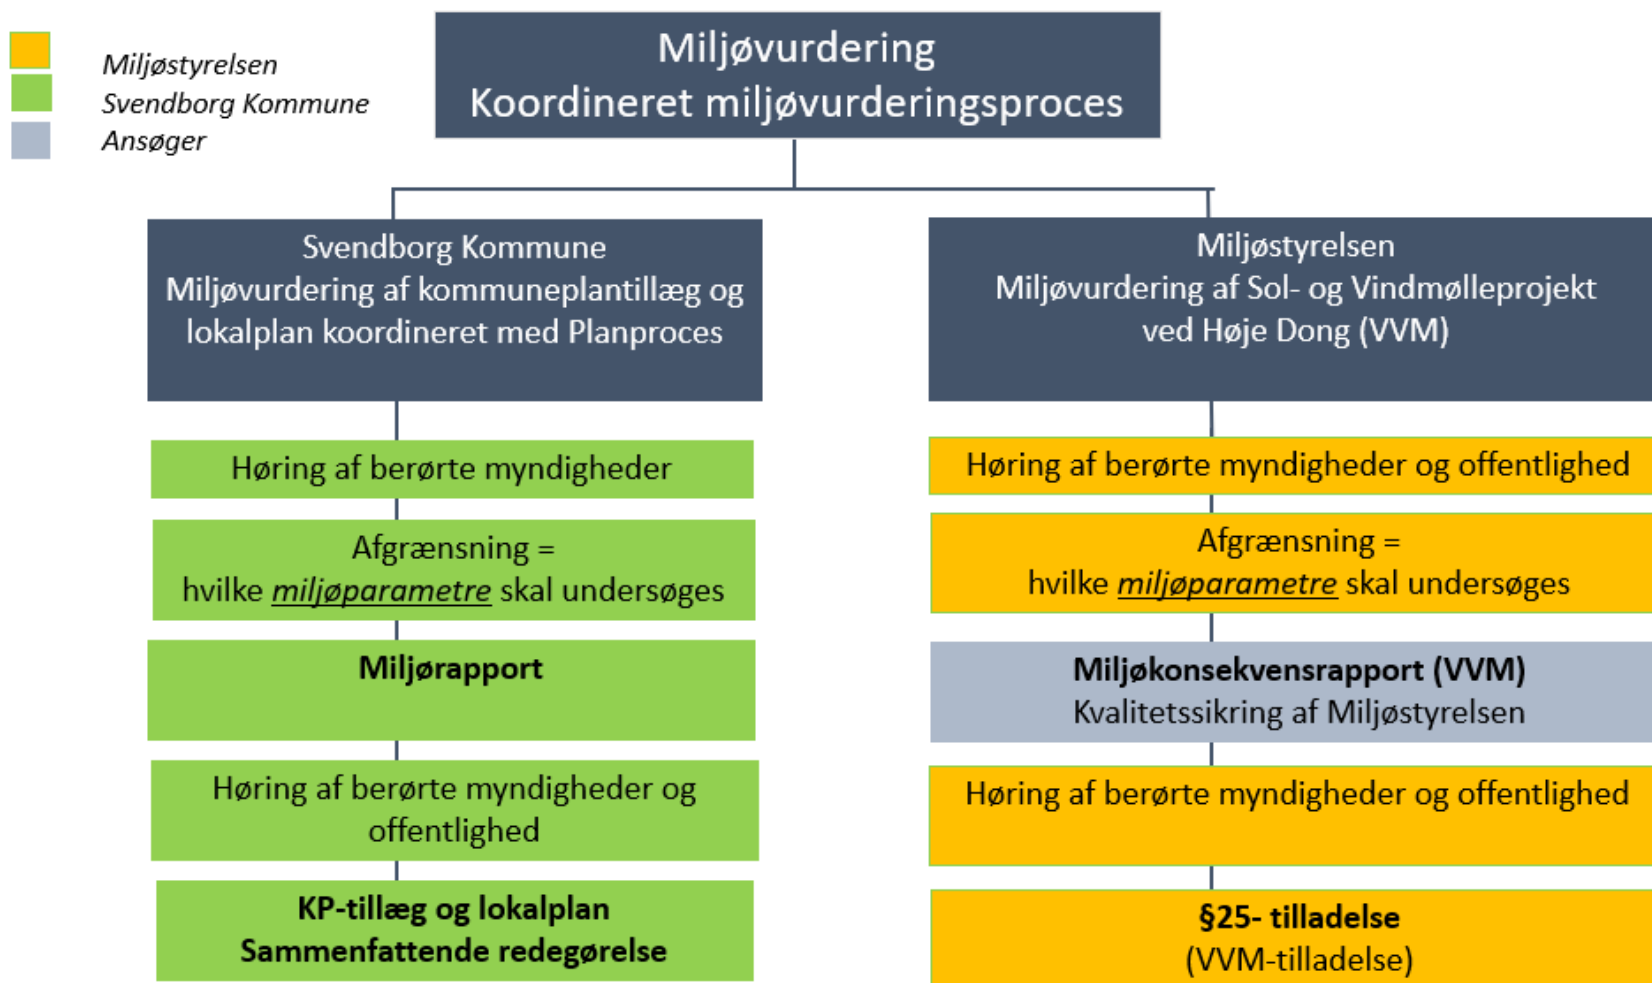 Miljøstyrelsen
Svendborg Kommune
Ansøger
Miljøvurdering
Koordineret miljøvurderingsproces
Svendborg Kommune
Miljøvurdering af kommuneplantillæg og
lokalplan koordineret med Planproces
Høring af berørte myndigheder
Afgrænsning =
hvilke miljøparametre skal undersøges
Miljørapport
Høring af berørte myndigheder og
offentlighed
KP-tillæg og lokalplan
Sammenfattende redegørelse
Miljøstyrelsen
Miljøvurdering af Sol- og Vindmølleprojekt
ved Høje Dong (VVM)
Høring af berørte myndigheder og offentlighed
Afgrænsning =
hvilke miljøparametre skal undersøges
Miljøkonsekvensrapport (VVM)
Kvalitetssikring af Miljøstyrelsen
Høring af berørte myndigheder og offentlighed
§25- tilladelse
(VVM-tilladelse)